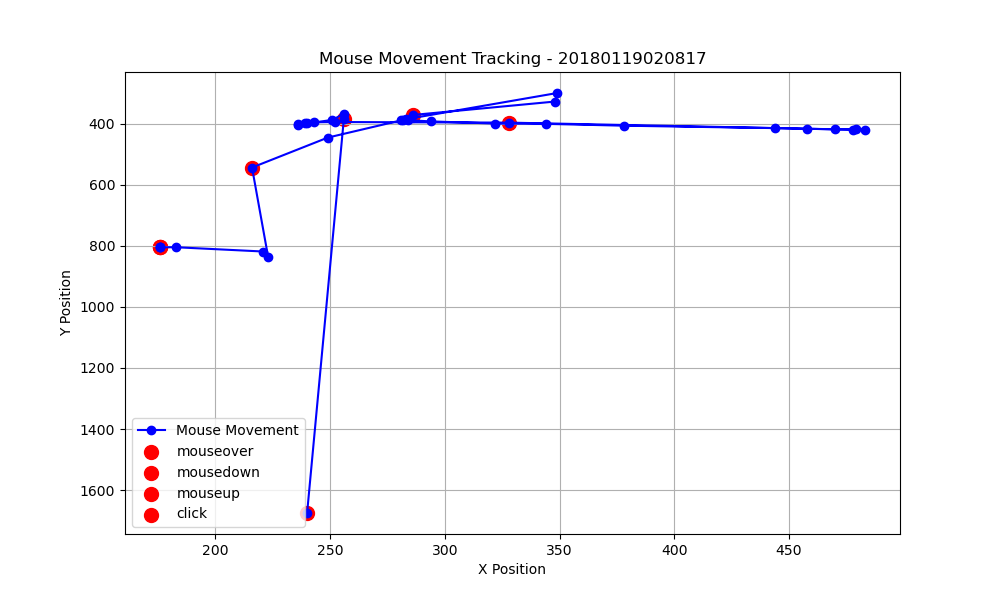 Mouse Movement Tracking - 20180119020817
400
600
800
1000
1200
1400
1600
Y Position
Mouse Movement
mouseover
mousedown
mouseup
click
200
250
300
350
400
450
X Position